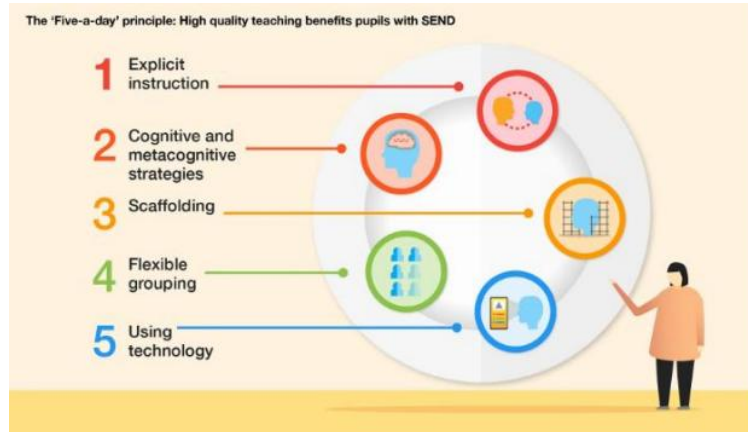 The 'Five-a-day' principle: High quality teaching benefits pupils with SEND
1 Explicit
instruction
2 Cognitive and
metacognitive
strategies
3 Scaffolding
4 Flexible
grouping
5 Using
technology